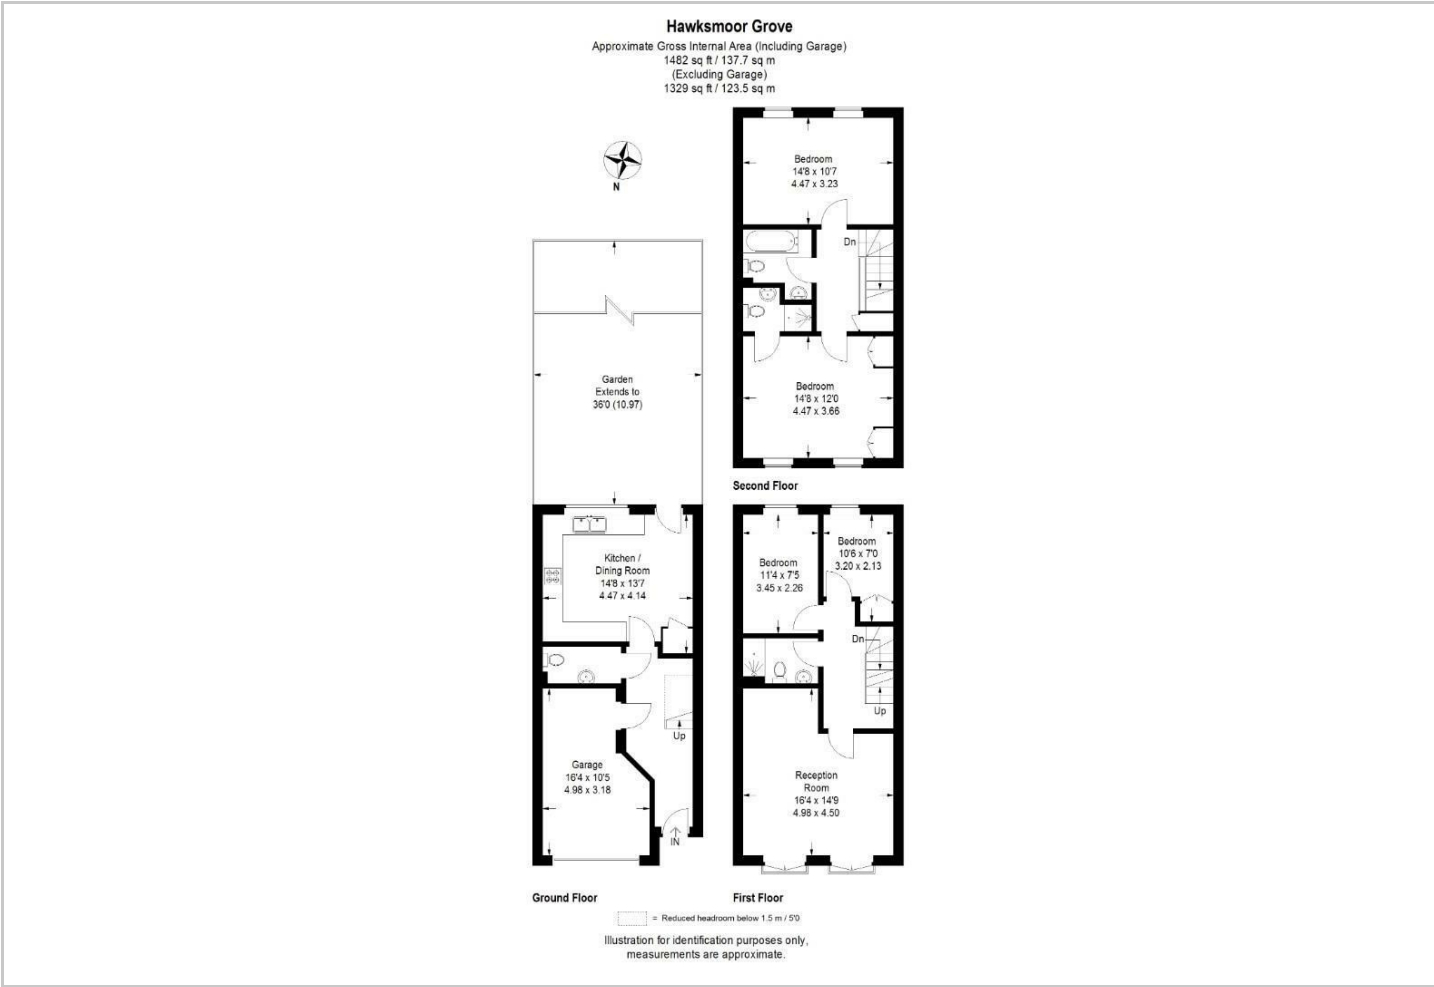 Hawksmoor Grove
Approximate Gross Internal Area (Including Garage)
1482 sq ft / 137.7 sq m
(Excluding Garage)
1329 sq ft / 123.5 sq m
N
Garden
Extends to
36'0 (10.97)
Kitchen /
Dining Room
14'8 x 13'7
4.47 x 4.14
Up
Garage
16'4 x 10'5
4.98 x 3.18
IN
Ground Floor
Bedroom
14'8 x 10'7
4.47 x 3.23
Dn
Bedroom
14'8 x 12'0
4.47 x 3.66
Second Floor
Bedroom
11'4 x 7'5
3.45 x 2.26
Bedroom
10'6 x 7'0
3.20 x 2.13
Dn
Up
Reception
Room
16'4 x 14'9
4.98 x 4.50
First Floor
= Reduced headroom below 1.5 m / 5'0
Illustration for identification purposes only,
measurements are approximate.